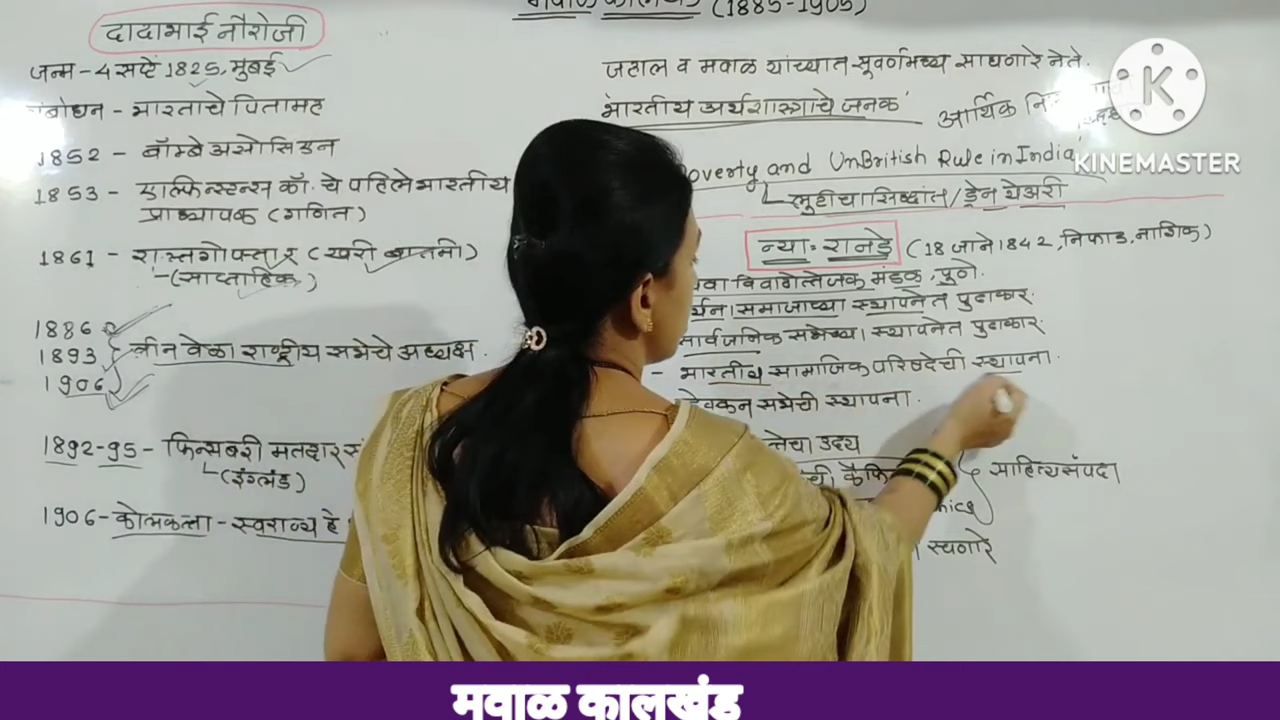 मवाळ कालखंड (1885-1905)
दादाभाई नौरोजी
जन्म - 4 सप्टें 1825, मुंबई
संबोधन - भारताचे पितामह
1852 - बॉम्बे असोसिएशन
1853 - एल्फिन्स्टन्स कॉ. चे पहिले भारतीय
प्राध्यापक (गणित)
1861 - रास्तगोफ्तार (खरी बातमी)
- (साप्ताहिक)
1886
1893
1906
तीन वेळा राष्ट्रीय सभेचे अध्यक्ष.
1892-95 - फिन्सबरी मतदार
(इंग्लंड)
1906 - कोलकत्ता - स्वराज्य हे
जहाल व मवाळ यांच्यात सुवर्णमध्य साधणारे नेते.
भारतीय अर्थशास्त्राचे जनक
आर्थिक
Poverty and UnBritish Rule in India
लुटीचा सिध्दांत/ड्रेन थेअरी
न्या. रानडे (18 जाने 1842, निफाड, नाशिक)
मंडळ, पुणे.
समाजाच्या स्थापनेत पुढाकार.
सार्वजनिक सभेच्या स्थापनेत पुढाकार.
- भारतीय सामाजिक परिषदेची स्थापना.
डेक्कन सभेची स्थापना.
उदय
साहित्यसंपदा
KINEMASTER
मवाळ कालखंड